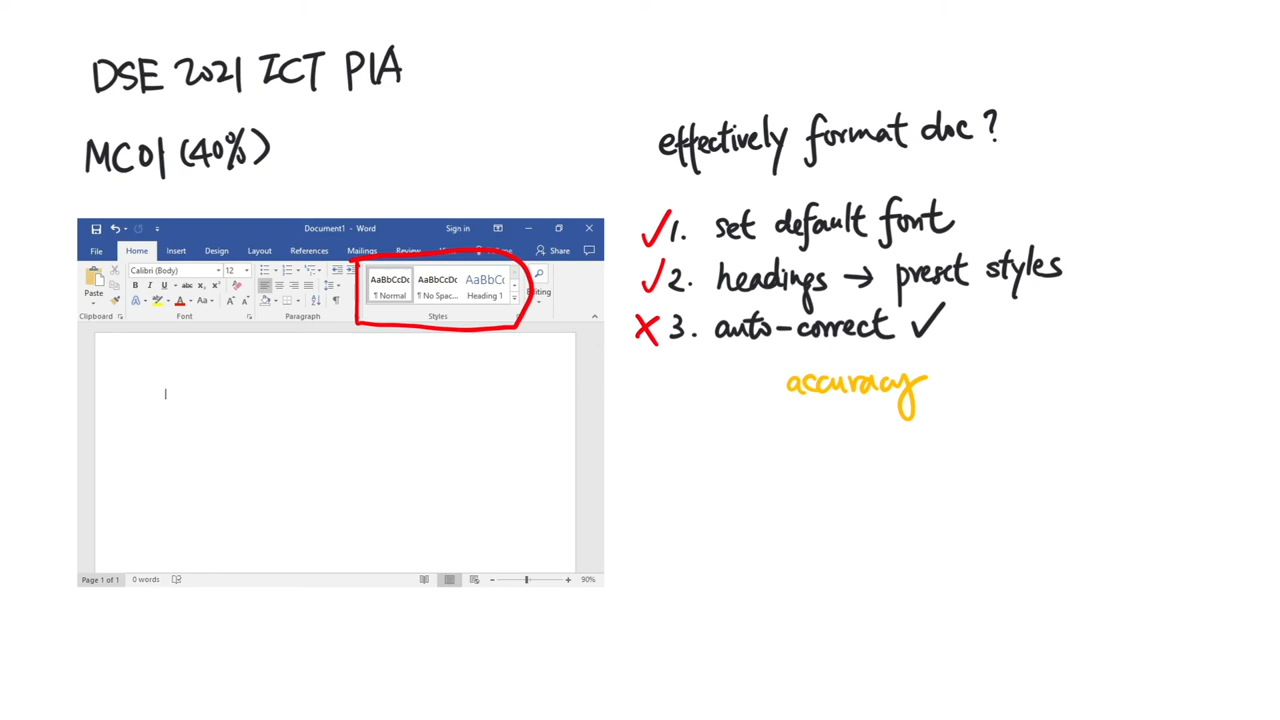 DSE 2021 ICT P1A
MC01 (40%)
Document1 - Word
Sign in
File
Home
Insert
Design
Layout
References
Mailings
Review
Share
Calibri (Body)
12
AaBbCcDc
AaBbCcDc
AaBbCc
Paste
B I U
¶ Normal
¶ No Spac...
Heading 1
Editing
Clipboard
Font
Paragraph
Styles
Page 1 of 1
0 words
90%
effectively format doc ?
✓ 1. set default font
✓ 2. headings → preset styles
✗ 3. auto-correct ✓
accuracy